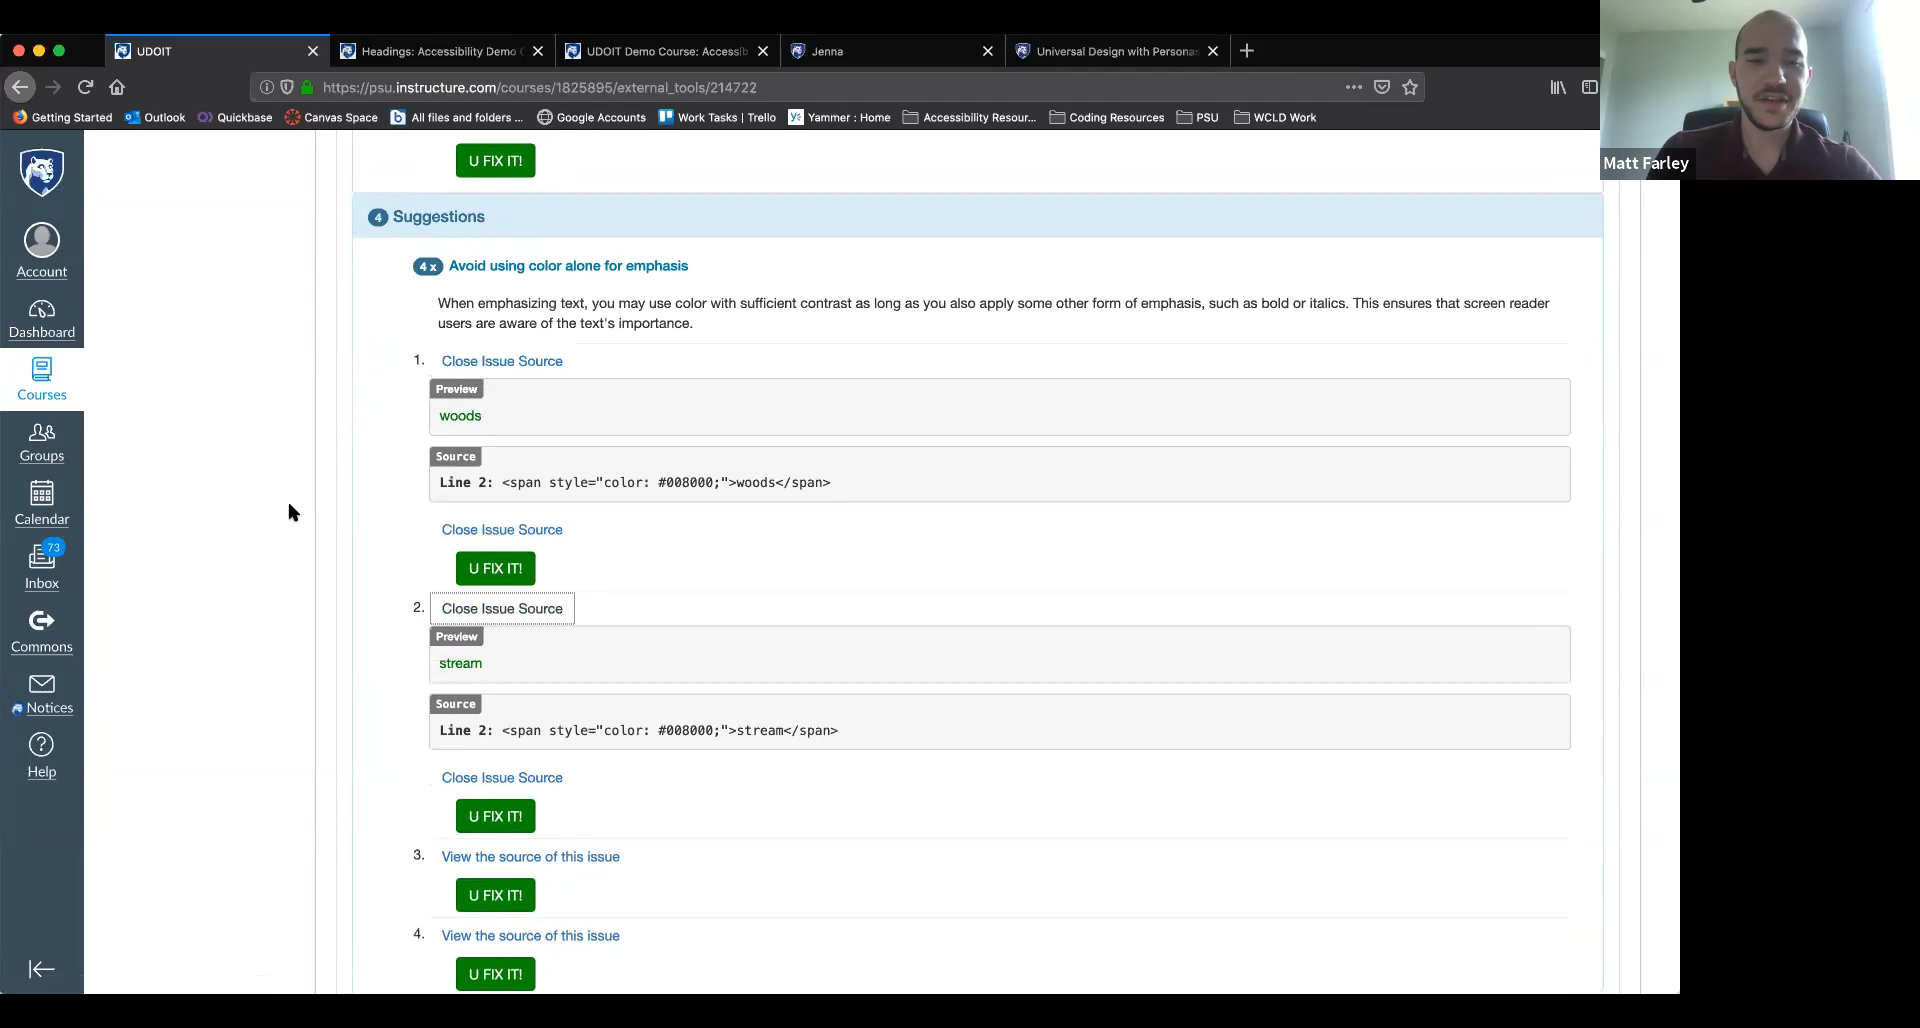 UDOIT
Headings: Accessibility Demo
UDOIT Demo Course: Accessib
Jenna
Universal Design with Personas
https://psu.instructure.com/courses/1825895/external_tools/214722
Getting Started
Outlook
Quickbase
Canvas Space
All files and folders ...
Google Accounts
Work Tasks | Trello
Yammer : Home
Accessibility Resour...
Coding Resources
PSU
WCLD Work
Matt Farley
Account
Dashboard
Courses
Groups
Calendar
73
Inbox
Commons
Notices
Help
U FIX IT!
4 Suggestions
4 x Avoid using color alone for emphasis
When emphasizing text, you may use color with sufficient contrast as long as you also apply some other form of emphasis, such as bold or italics. This ensures that screen reader
users are aware of the text's importance.
1. Close Issue Source
Preview
woods
Source
Line 2: <span style="color: #008000;">woods</span>
Close Issue Source
U FIX IT!
2. Close Issue Source
Preview
stream
Source
Line 2: <span style="color: #008000;">stream</span>
Close Issue Source
U FIX IT!
3. View the source of this issue
U FIX IT!
4. View the source of this issue
U FIX IT!